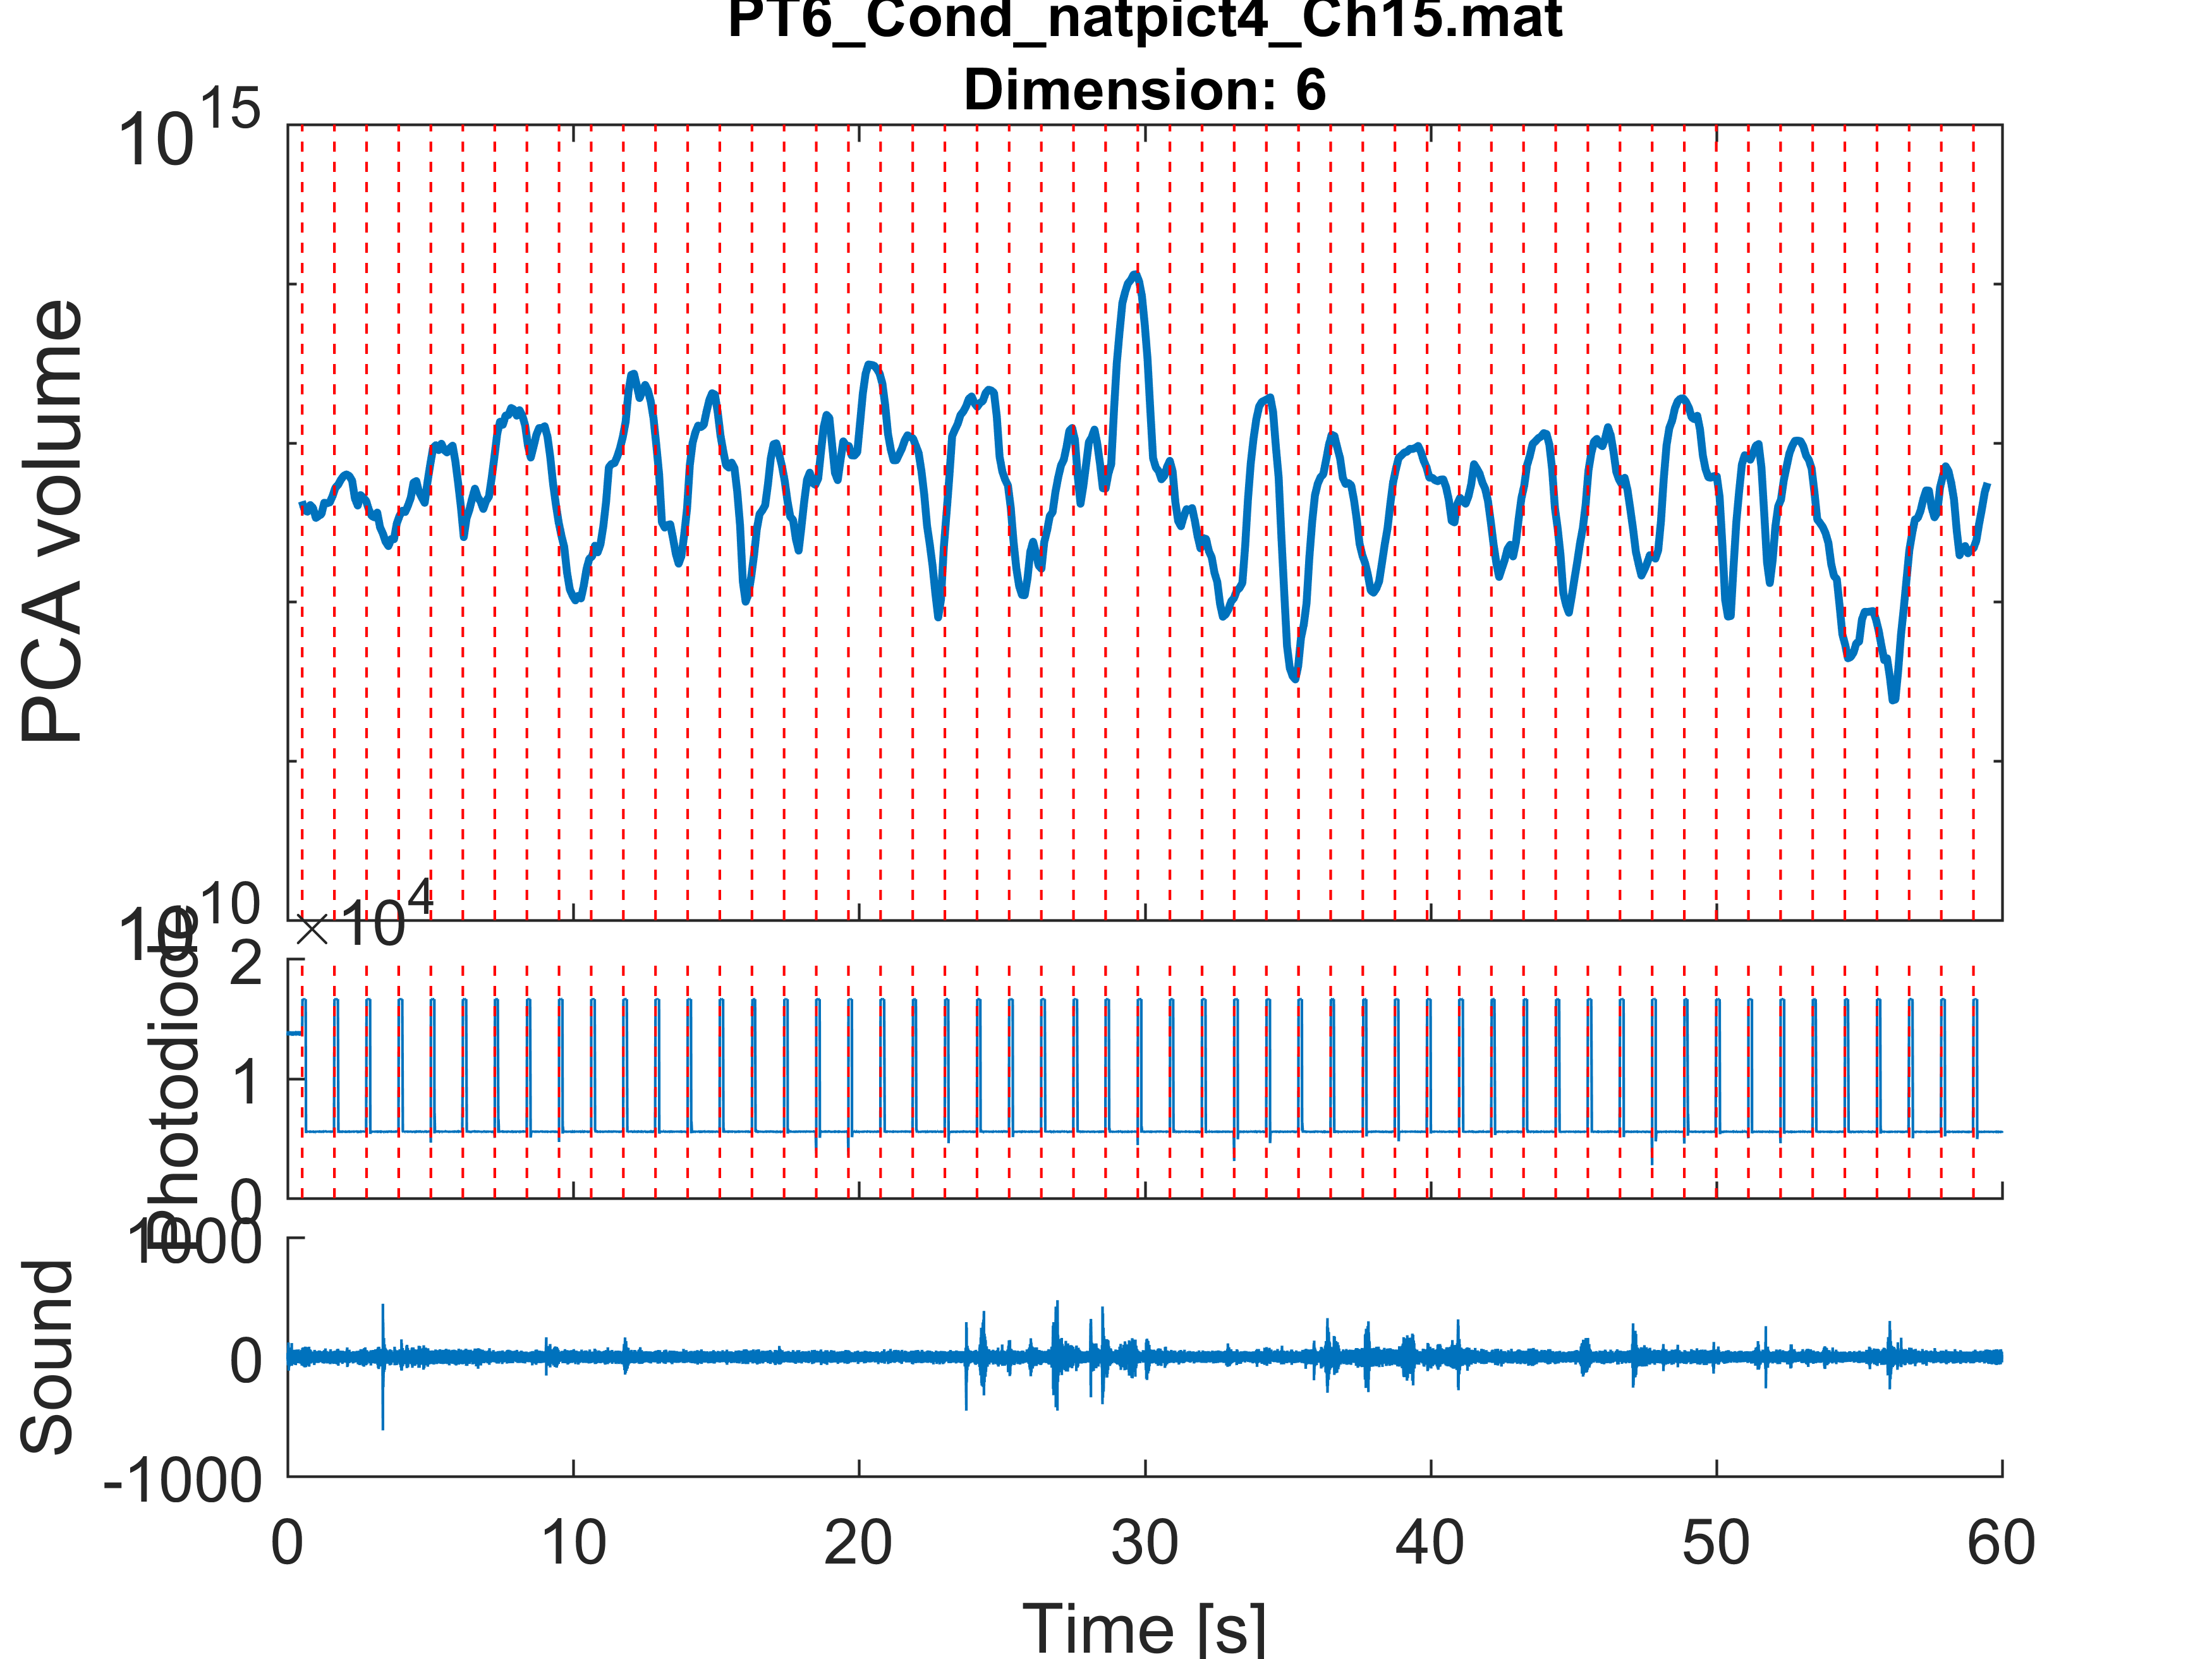 PT6_Cond_natpict4_Ch15.mat
Dimension: 6
10^15
PCA volume
10^10
×10^4
2
Photodiode
1
0
1000
Sound
0
-1000
0 10 20 30 40 50 60
Time [s]